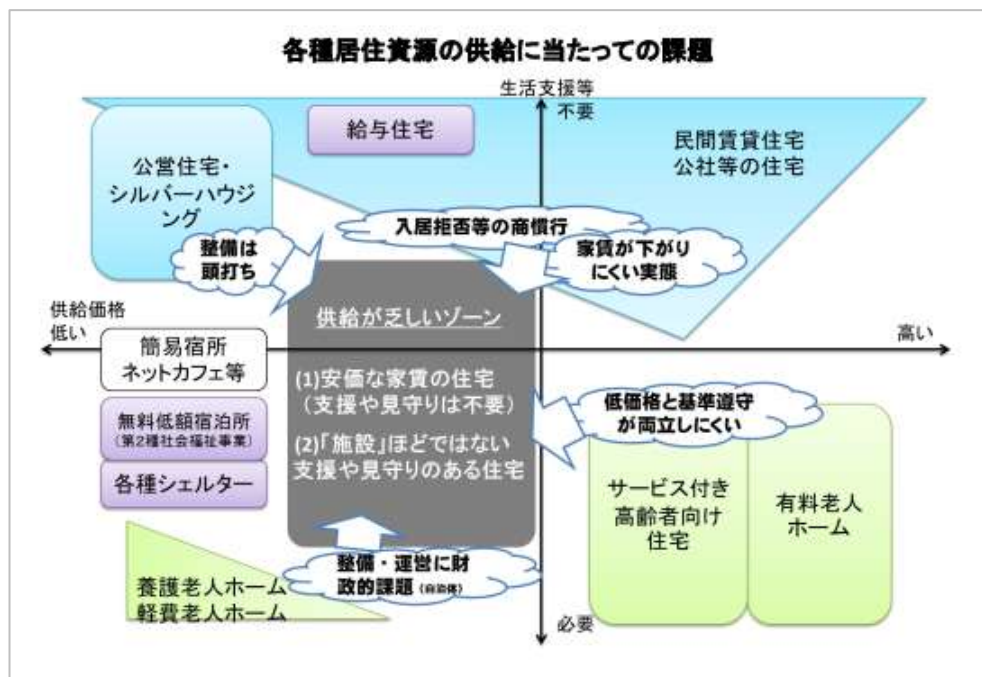 各種居住資源の供給に当たっての課題
生活支援等
不要
給与住宅
民間賃貸住宅
公社等の住宅
公営住宅・
シルバーハウジ
ング
入居拒否等の商慣行
整備は
頭打ち
家賃が下がり
にくい実態
供給価格
低い
高い
供給が乏しいゾーン
簡易宿所
ネットカフェ等
(1)安価な家賃の住宅
（支援や見守りは不要）
(2)「施設」ほどではない
支援や見守りのある住宅
無料低額宿泊所
(第2種社会福祉事業)
各種シェルター
低価格と基準遵守
が両立しにくい
サービス付き
高齢者向け
住宅
有料老人
ホーム
整備・運営に財
政的課題（自治体）
養護老人ホーム
軽費老人ホーム
必要